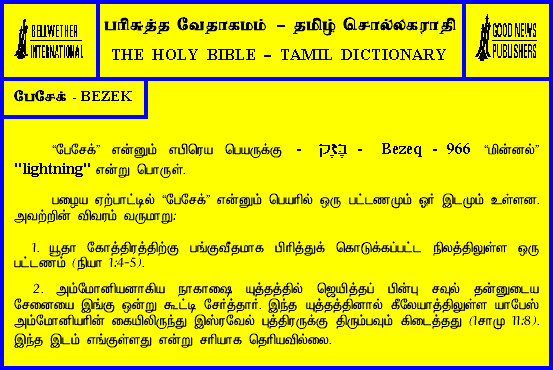 BELLWETHER
INTERNATIONAL
பரிசுத்த வேதாகமம் – தமிழ் சொல்லகராதி
THE HOLY BIBLE – TAMIL DICTIONARY
GOOD NEWS
PUBLISHERS
பேசேக் - BEZEK
“பேசேக்” என்னும் எபிரெய பெயருக்கு - בֶּזֶק - Bezeq - 966 “மின்னல்”
"lightning" என்று பொருள்.
பழைய ஏற்பாட்டில் “பேசேக்” என்னும் பெயரில் ஒரு பட்டணமும் ஓர் இடமும் உள்ளன.
அவற்றின் விவரம் வருமாறு:
1. யூதா கோத்திரத்திற்கு பங்குவீதமாக பிரித்துக் கொடுக்கப்பட்ட நிலத்திலுள்ள ஒரு
பட்டணம் (நியா 1:4-5).
2. அம்மோனியனாகிய நாகாஷை யுத்தத்தில் ஜெயித்தப் பின்பு சவுல் தன்னுடைய
சேனையை இங்கு ஒன்று கூட்டி சேர்த்தார். இந்த யுத்தத்தினால் கீலேயாத்திலுள்ள யாபேஸ்
அம்மோனியரின் கையிலிருந்து இஸ்ரவேல் புத்திரருக்கு திரும்பவும் கிடைத்தது (1சாமு 11:8).
இந்த இடம் எங்குள்ளது என்று சரியாக தெரியவில்லை.